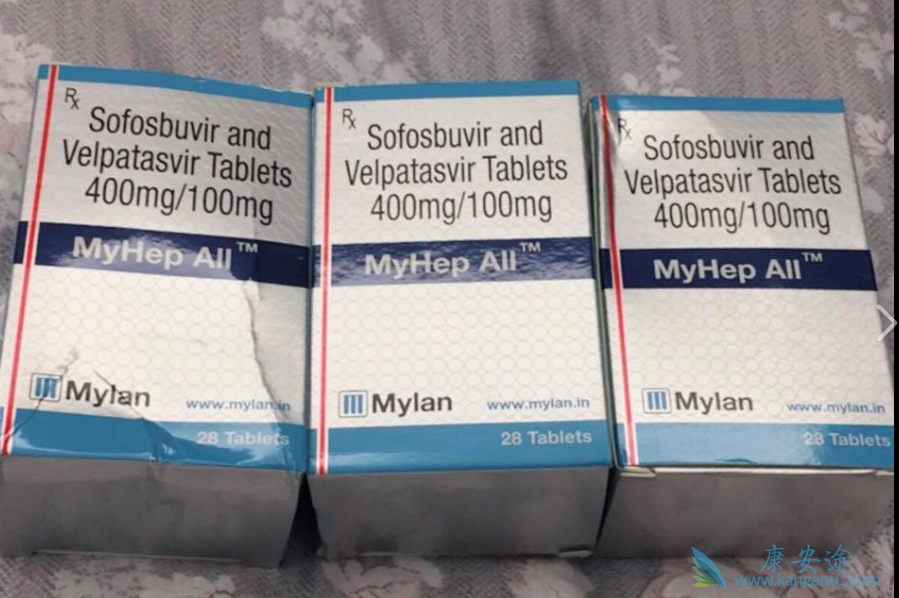 Rx
Sofosbuvir and
Velpatasvir Tablets
400mg/100mg
MyHep All™
Mylan
www.mylan.in
28 Tablets
Rx
Sofosbuvir and
Velpatasvir Tablets
400mg/100mg
MyHep All™
Mylan
www.mylan.in
28 Tablets
Rx
Sofosbuvir and
Velpatasvir Tablets
400mg/100mg
MyHep All™
Mylan
www.mylan.in
28 Tablets
康安途
www.kangantu.com